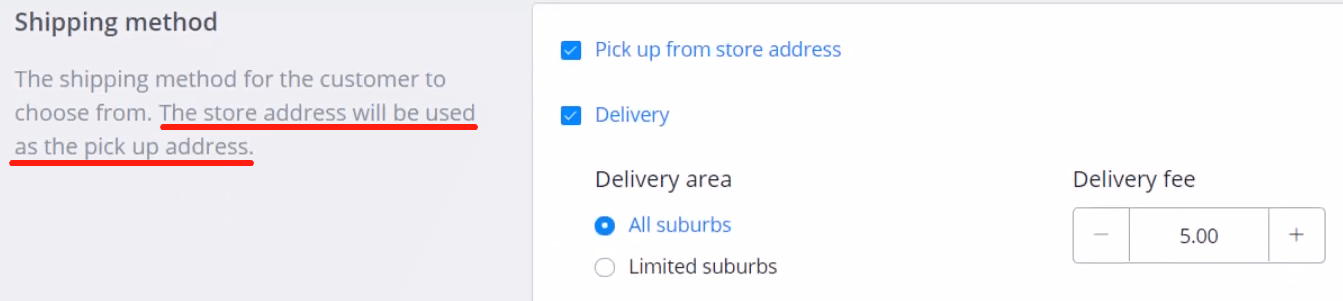 Shipping method
The shipping method for the customer to
choose from. The store address will be used
as the pick up address.
Pick up from store address
Delivery
Delivery area
Delivery fee
All suburbs
− 5.00 +
Limited suburbs